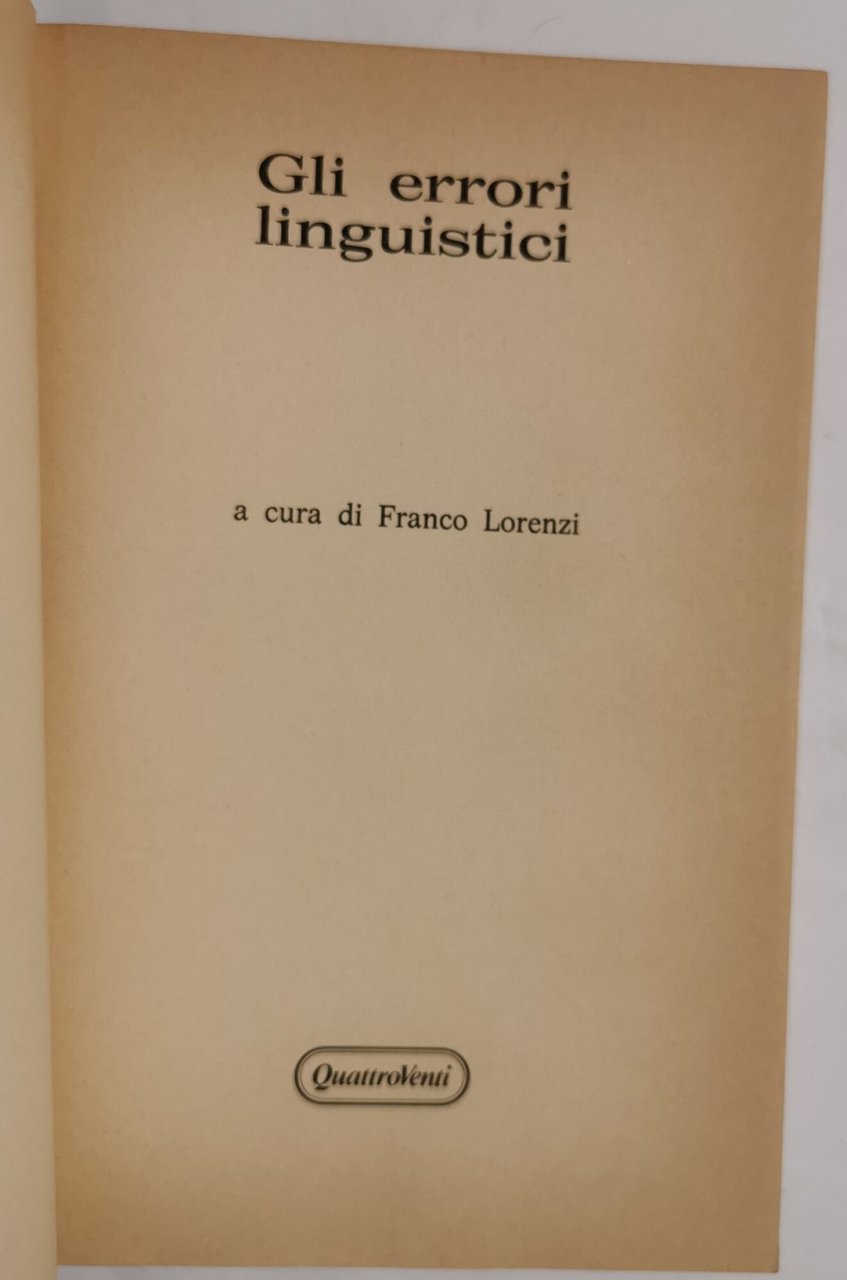 Gli errori
linguistici
a cura di Franco Lorenzi
QuattroVenti